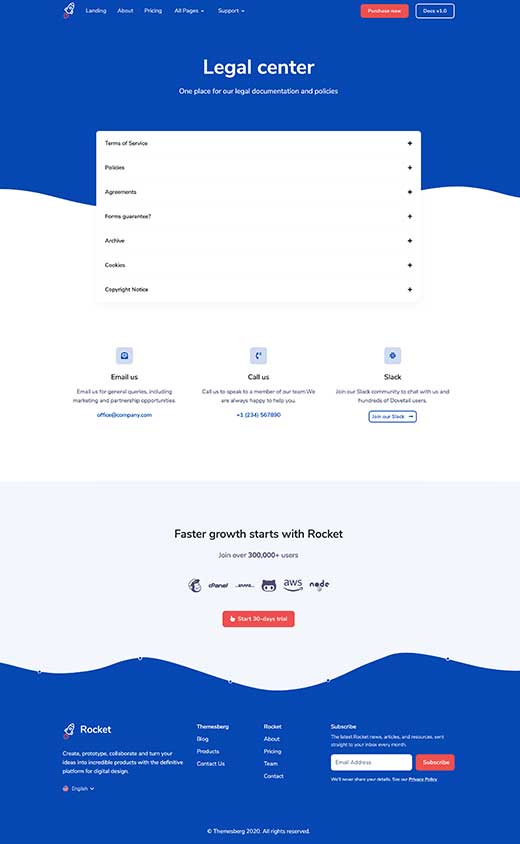 Landing About Pricing All Pages Support Purchase now Docs v1.0
Legal center
One place for our legal documentation and policies
Terms of Service
Policies
Agreements
Forms guarantee?
Archive
Cookies
Copyright Notice
Email us
Email us for general queries, including
marketing and partnership opportunities.
office@company.com
Call us
Call us to speak to a member of our team.We
are always happy to help you.
+1 (234) 567890
Slack
Join our Slack community to chat with us and
hundreds of Dovetail users.
Join our Slack
Faster growth starts with Rocket
Join over 300,000+ users
cPanel aws node
Start 30-days trial
Rocket
Create, prototype, collaborate and turn your
ideas into incredible products with the definitive
platform for digital design.
English
Themesberg
Blog
Products
Contact Us
Rocket
About
Pricing
Team
Contact
Subscribe
The latest Rocket news, articles, and resources, sent
straight to your inbox every month.
Email Address Subscribe
We'll never share your details. See our Privacy Policy
© Themesberg 2020. All rights reserved.